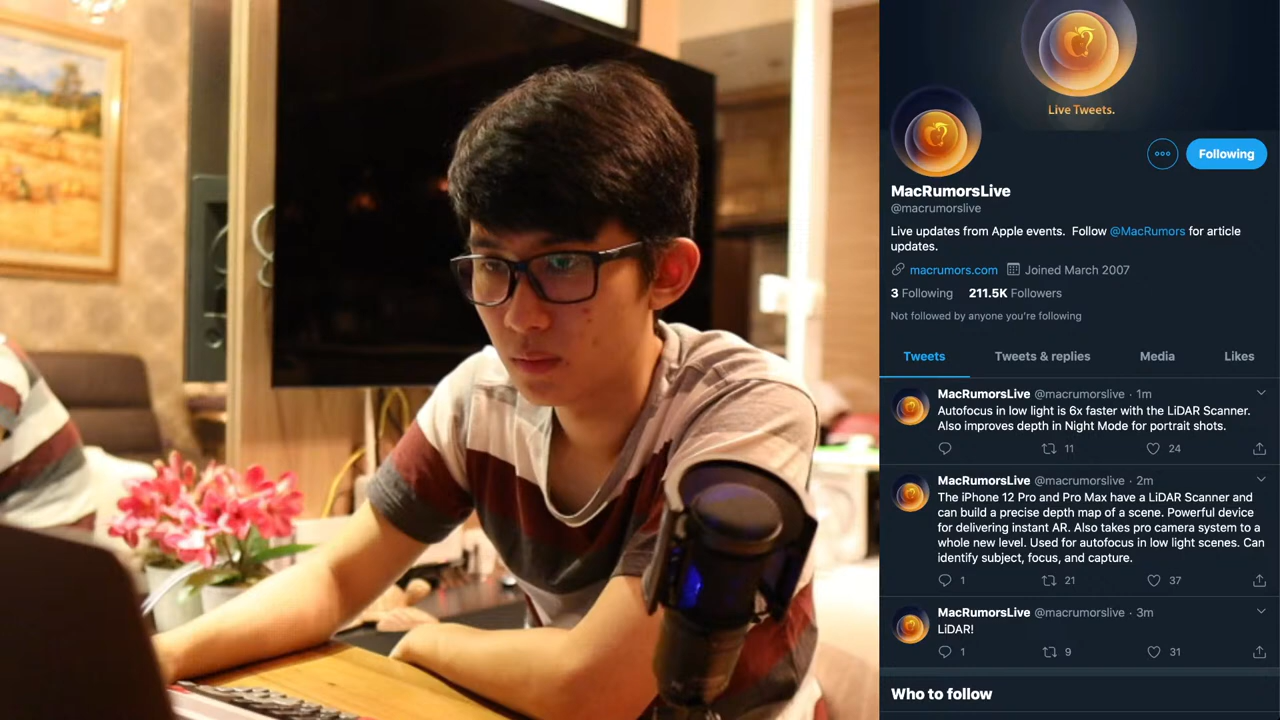 Live Tweets.
Following
MacRumorsLive
@macrumorslive
Live updates from Apple events. Follow @MacRumors for article
updates.
macrumors.com Joined March 2007
3 Following 211.5K Followers
Not followed by anyone you're following
Tweets Tweets & replies Media Likes
MacRumorsLive @macrumorslive · 1m
Autofocus in low light is 6x faster with the LiDAR Scanner.
Also improves depth in Night Mode for portrait shots.
11 24
MacRumorsLive @macrumorslive · 2m
The iPhone 12 Pro and Pro Max have a LiDAR Scanner and
can build a precise depth map of a scene. Powerful device
for delivering instant AR. Also takes pro camera system to a
whole new level. Used for autofocus in low light scenes. Can
identify subject, focus, and capture.
1 21 37
MacRumorsLive @macrumorslive · 3m
LiDAR!
1 9 31
Who to follow